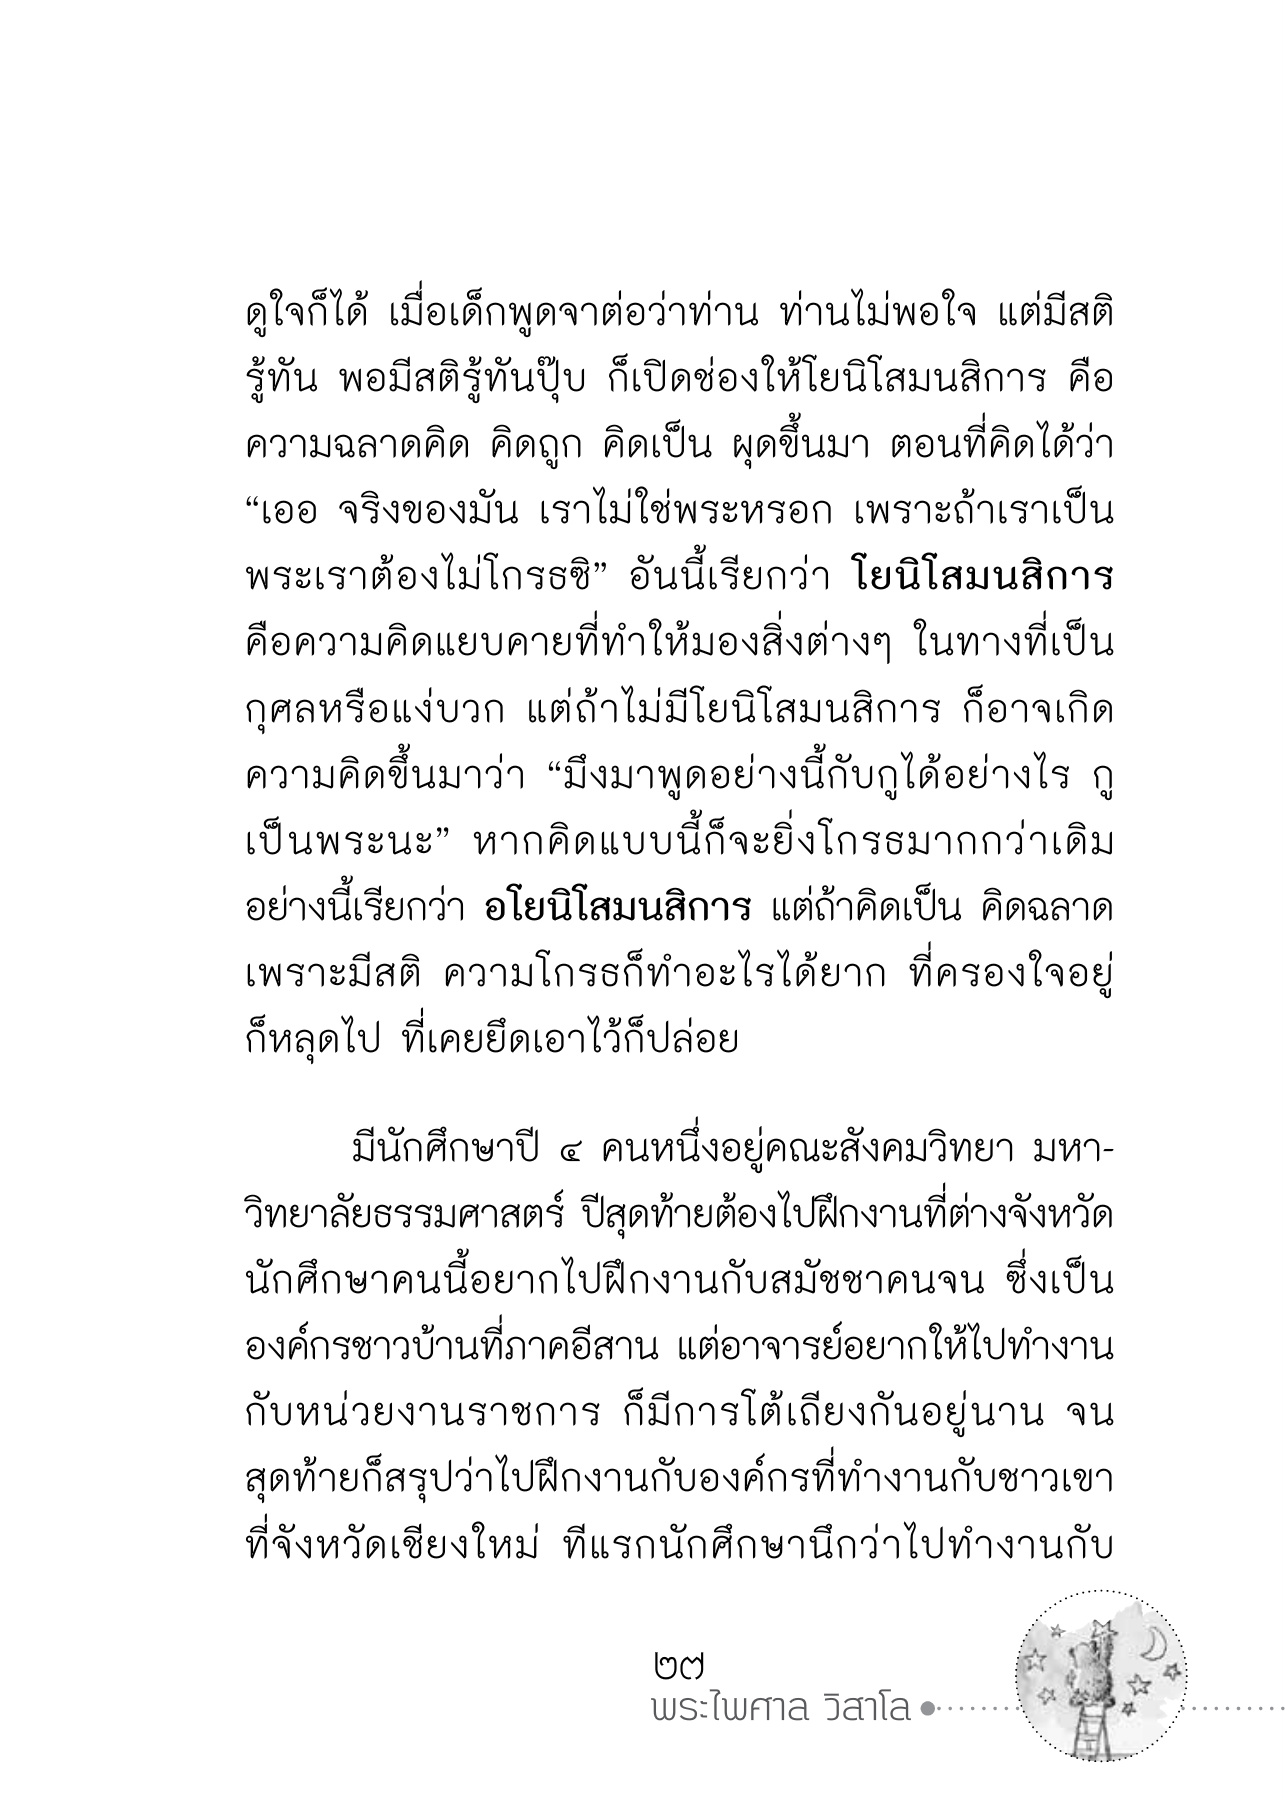 ดูใจก็ได้ เมื่อเด็กพูดจาต่อว่าท่าน ท่านไม่พอใจ แต่มีสติ
รู้ทัน พอมีสติรู้ทันปุ๊บ ก็เปิดช่องให้โยนิโสมนสิการ คือ
ความฉลาดคิด คิดถูก คิดเป็น ผุดขึ้นมา ตอนที่คิดได้ว่า
“เออ จริงของมัน เราไม่ใช่พระหรอก เพราะถ้าเราเป็น
พระเราต้องไม่โกรธซิ” อันนี้เรียกว่า โยนิโสมนสิการ
คือความคิดแยบคายที่ทำให้มองสิ่งต่างๆ ในทางที่เป็น
กุศลหรือแง่บวก แต่ถ้าไม่มีโยนิโสมนสิการ ก็อาจเกิด
ความคิดขึ้นมาว่า “มึงมาพูดอย่างนี้กับกูได้อย่างไร กู
เป็นพระนะ” หากคิดแบบนี้ก็จะยิ่งโกรธมากกว่าเดิม
อย่างนี้เรียกว่า อโยนิโสมนสิการ แต่ถ้าคิดเป็น คิดฉลาด
เพราะมีสติ ความโกรธก็ทำอะไรได้ยาก ที่ครองใจอยู่
ก็หลุดไป ที่เคยยึดเอาไว้ก็ปล่อย
มีนักศึกษาปี ๔ คนหนึ่งอยู่คณะสังคมวิทยา มหา-
วิทยาลัยธรรมศาสตร์ ปีสุดท้ายต้องไปฝึกงานที่ต่างจังหวัด
นักศึกษาคนนี้อยากไปฝึกงานกับสมัชชาคนจน ซึ่งเป็น
องค์กรชาวบ้านที่ภาคอีสาน แต่อาจารย์อยากให้ไปทำงาน
กับหน่วยงานราชการ ก็มีการโต้เถียงกันอยู่นาน จน
สุดท้ายก็สรุปว่าไปฝึกงานกับองค์กรที่ทำงานกับชาวเขา
ที่จังหวัดเชียงใหม่ ทีแรกนักศึกษานึกว่าไปทำงานกับ
๒๗
พระไพศาล วิสาโล